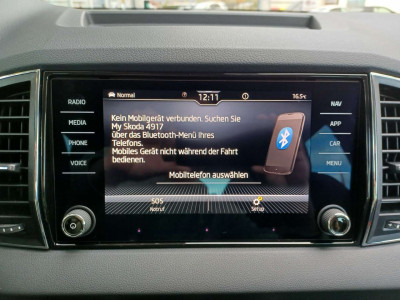 Normal 12:11 16.5°C
RADIO
MEDIA
PHONE
VOICE
Kein Mobilgerät verbunden. Suchen Sie
My Skoda 4917
über das Bluetooth-Menü Ihres
Telefons.
Mobiles Gerät nicht während der Fahrt
bedienen.
Mobiltelefon auswählen
SOS
Notruf
Setup
NAV
APP
CAR
MENU